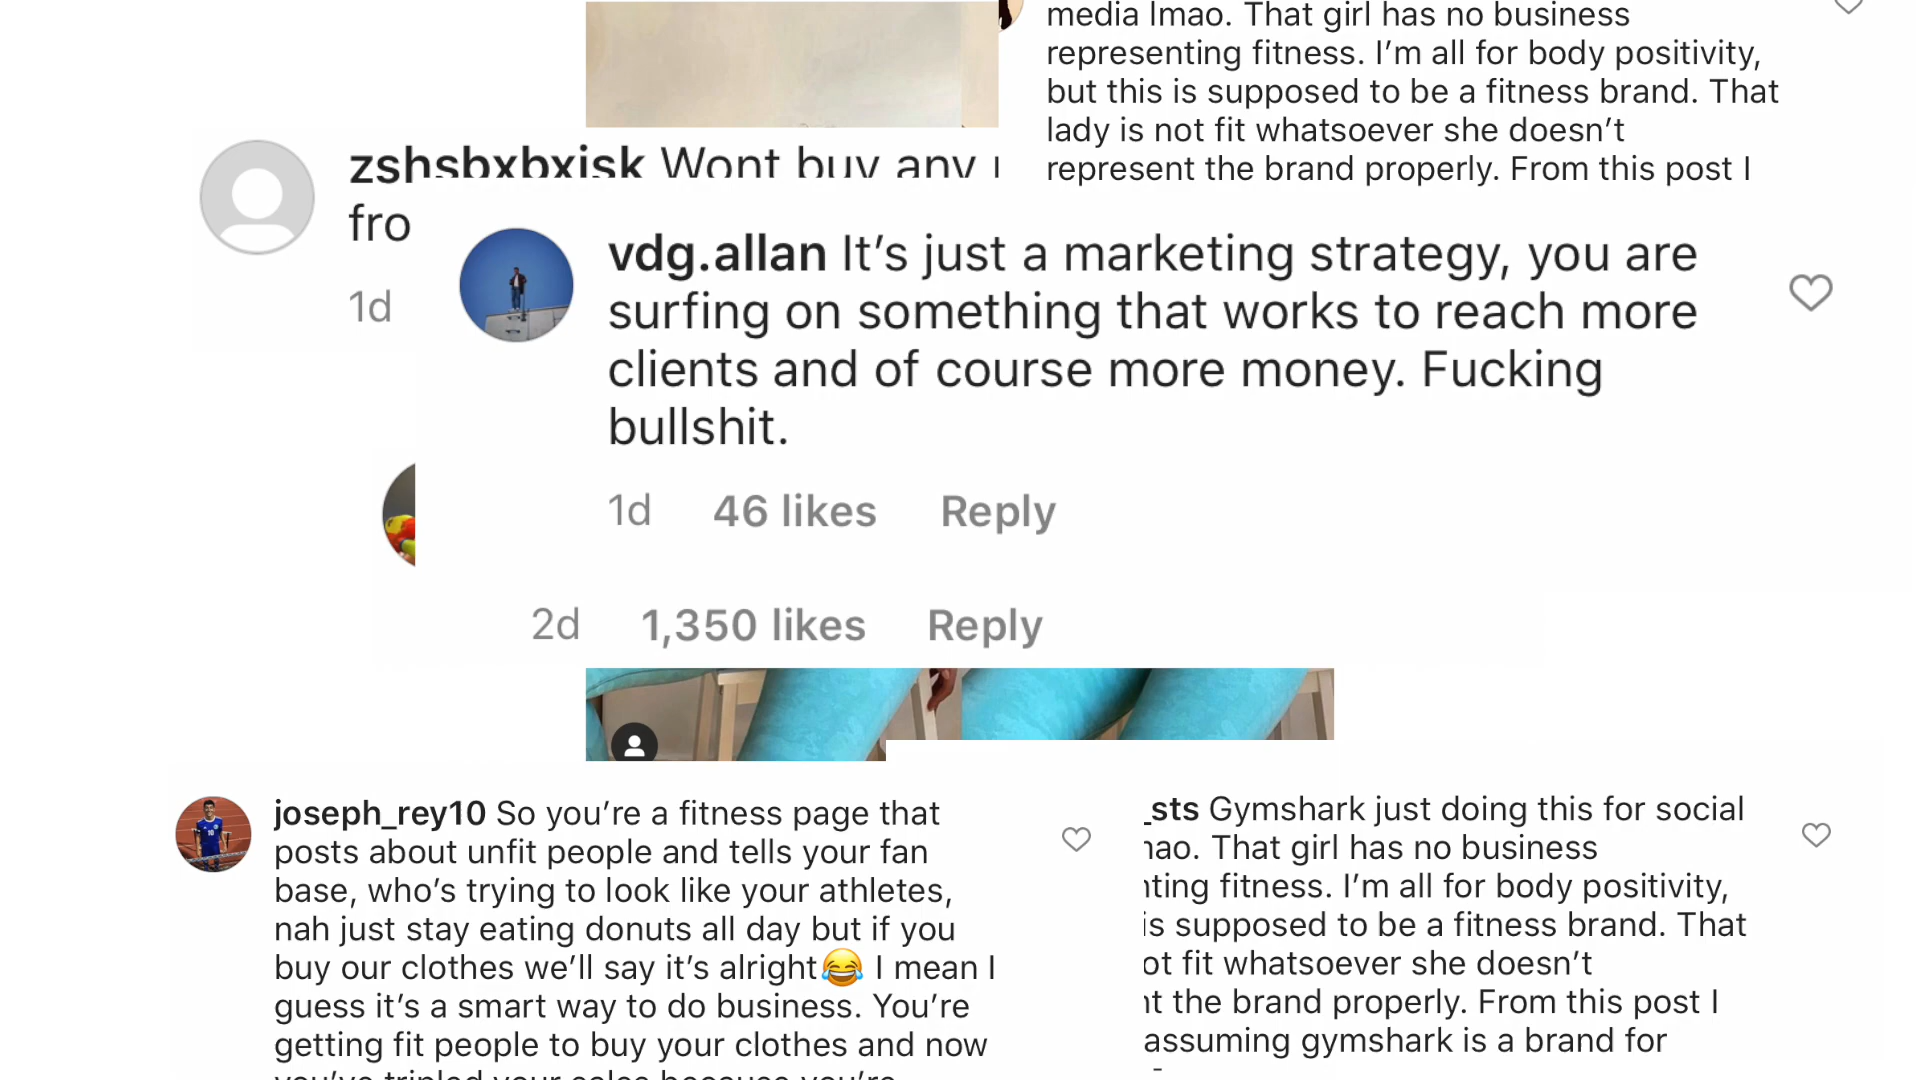 media lmao. That girl has no business
representing fitness. I’m all for body positivity,
but this is supposed to be a fitness brand. That
lady is not fit whatsoever she doesn’t
represent the brand properly. From this post I
zshsbxbxisk Wont buy any
fro
1d
vdg.allan It’s just a marketing strategy, you are
surfing on something that works to reach more
clients and of course more money. Fucking
bullshit.
1d 46 likes Reply
2d 1,350 likes Reply
joseph_rey10 So you’re a fitness page that
posts about unfit people and tells your fan
base, who’s trying to look like your athletes,
nah just stay eating donuts all day but if you
buy our clothes we’ll say it’s alright😂 I mean I
guess it’s a smart way to do business. You’re
getting fit people to buy your clothes and now
you’ve tripled your sales because you’re
_sts Gymshark just doing this for social
. That girl has no business
ting fitness. I’m all for body positivity,
is supposed to be a fitness brand. That
ot fit whatsoever she doesn’t
t the brand properly. From this post I
assuming gymshark is a brand for